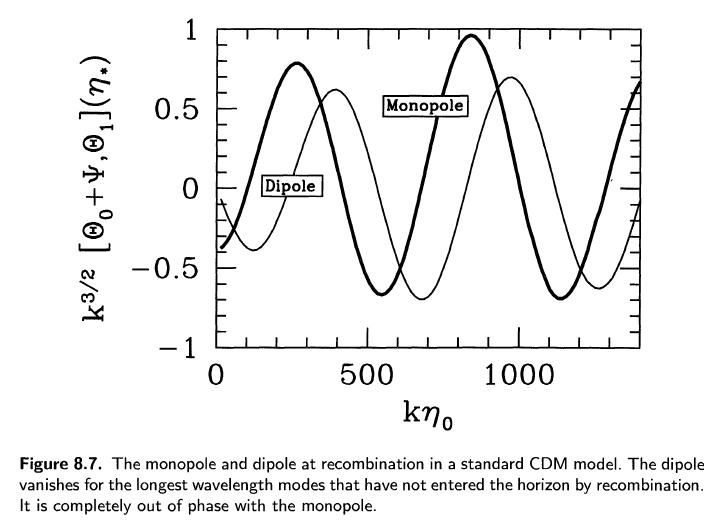 1
0.5
0
−0.5
−1
k^{3/2} [Θ₀+Ψ,Θ₁](η_*)
Monopole
Dipole
0 500 1000
kη₀
Figure 8.7. The monopole and dipole at recombination in a standard CDM model. The dipole
vanishes for the longest wavelength modes that have not entered the horizon by recombination.
It is completely out of phase with the monopole.